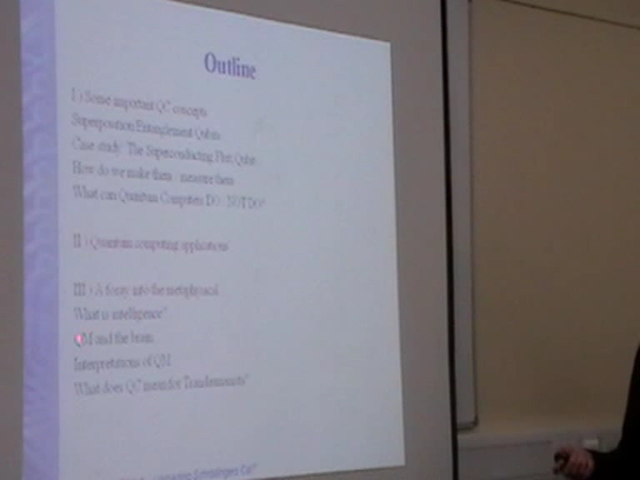 Outline
I ) Some important QC concepts
Superposition Entanglement Qubits
Case study: The Superconducting Flux Qubit
How do we make them / measure them
What can Quantum Computers DO / NOT DO?
II ) Quantum computing applications
III ) A foray into the metaphysical
What is intelligence?
QM and the brain
Interpretations of QM
What does QC mean for Transhumanists?
Schrodingers Cat?